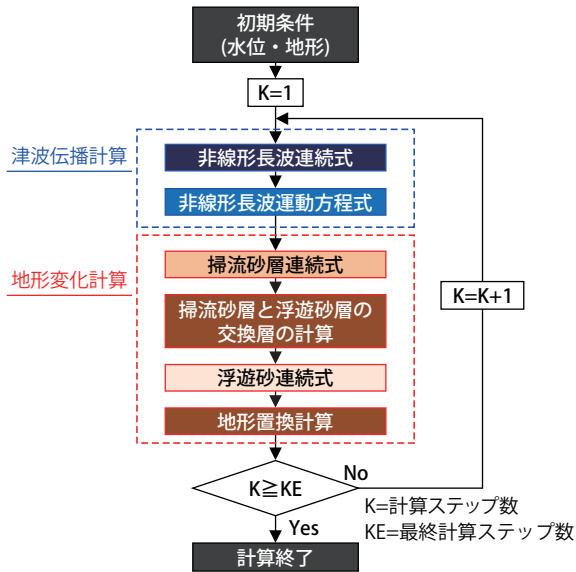 初期条件
(水位・地形)
K=1
津波伝播計算
非線形長波連続式
非線形長波運動方程式
地形変化計算
掃流砂層連続式
掃流砂層と浮遊砂層の
交換層の計算
浮遊砂連続式
地形置換計算
K=K+1
K≧KE
No
Yes
K=計算ステップ数
KE=最終計算ステップ数
計算終了